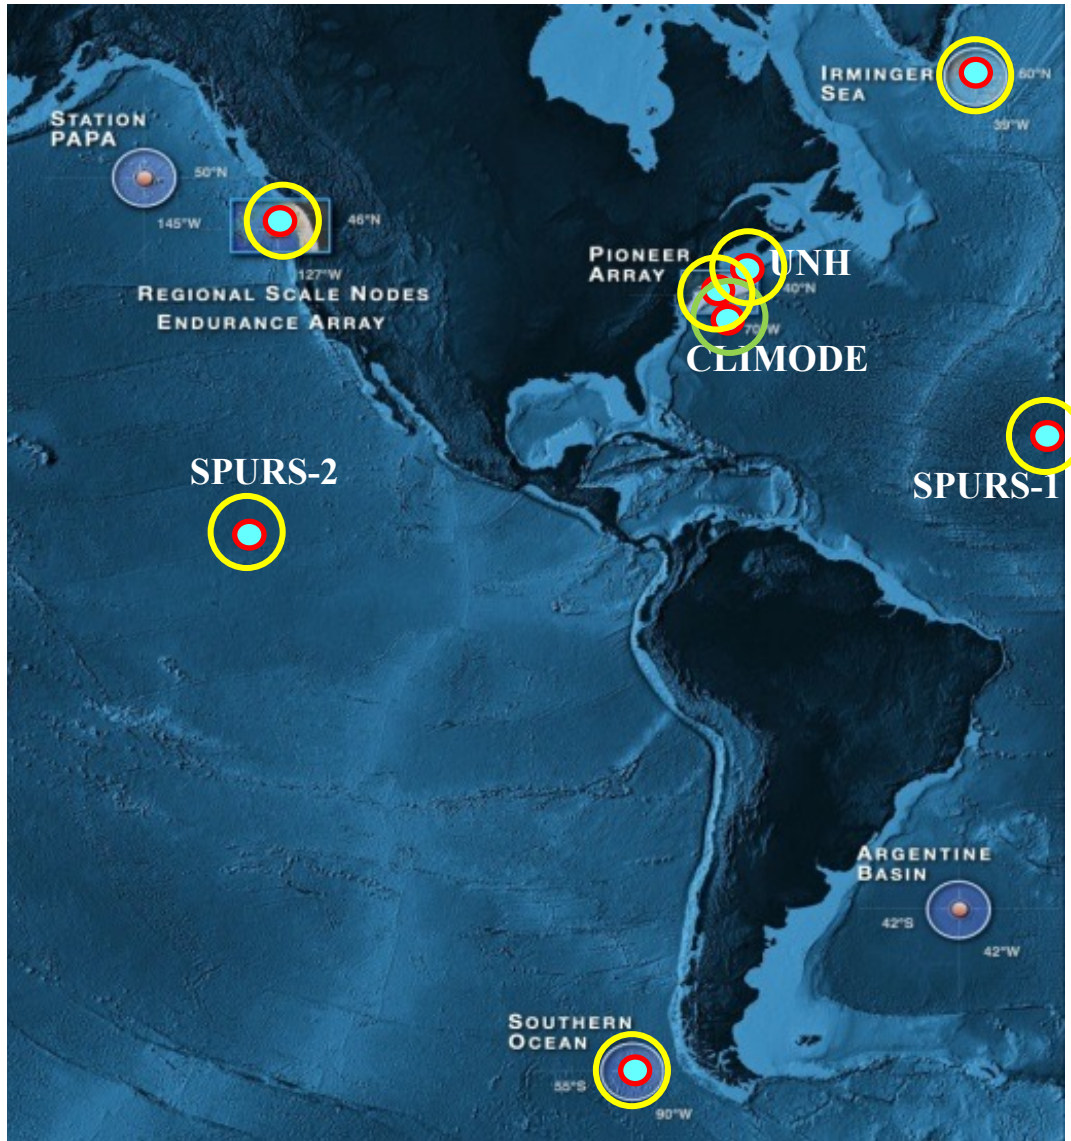 IRMINGER
SEA
60°N
39°W
STATION
PAPA
50°N
145°W
46°N
127°W
REGIONAL SCALE NODES
ENDURANCE ARRAY
PIONEER
ARRAY
UNH
40°N
70°W
CLIMODE
SPURS-2
SPURS-1
ARGENTINE
BASIN
42°S
42°W
SOUTHERN
OCEAN
55°S
90°W